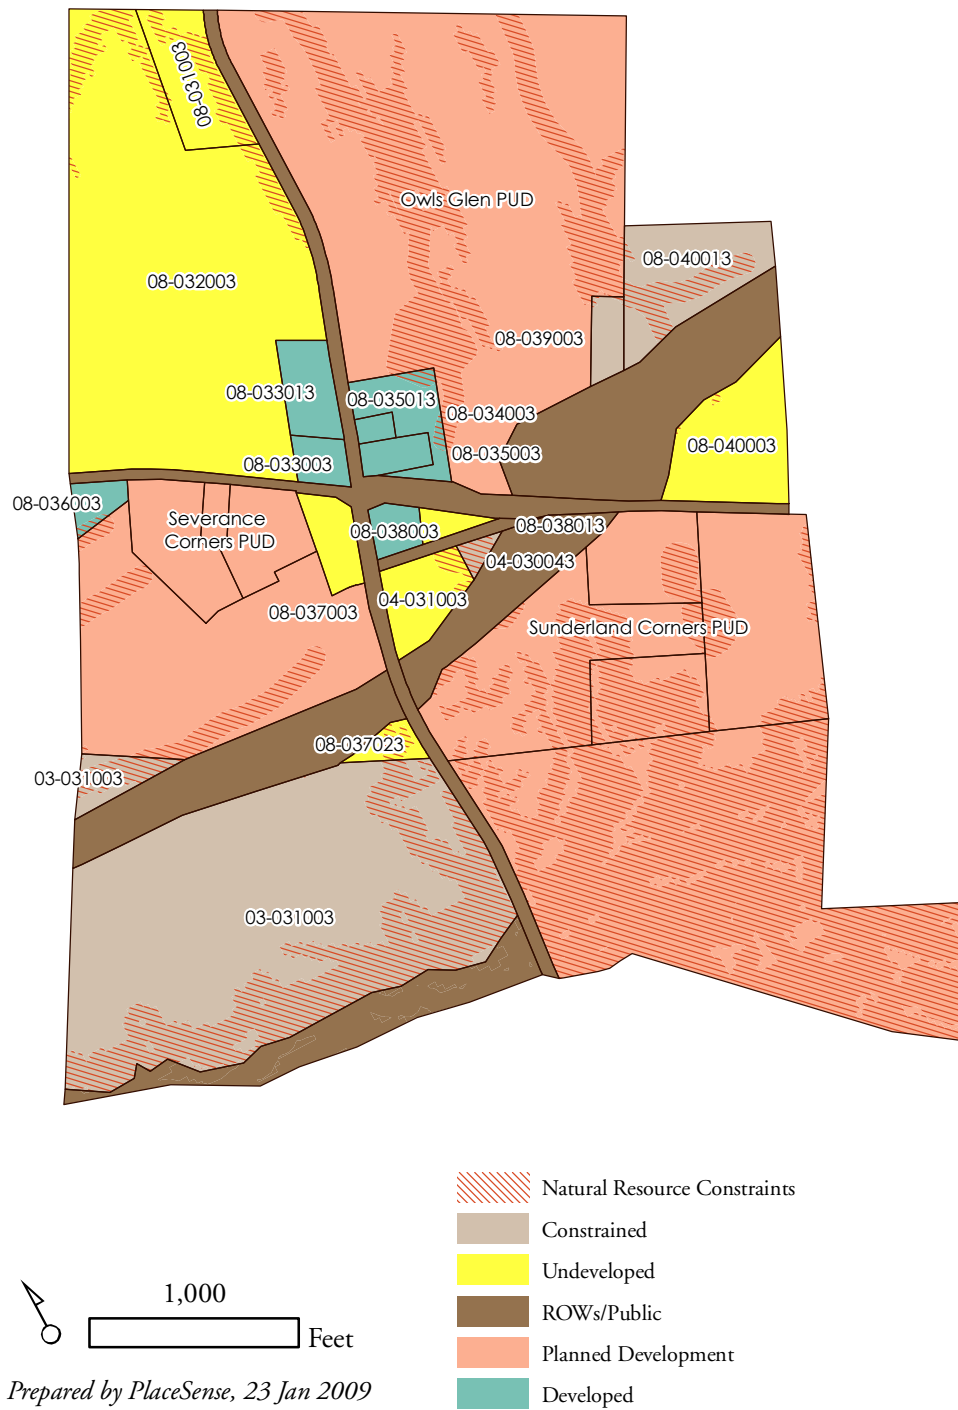 08-031003
Owls Glen PUD
08-040013
08-032003
08-039003
08-033013
08-035013
08-034003
08-040003
08-035003
08-033003
08-036003
Severance
Corners PUD
08-038003
08-038013
04-030043
04-031003
08-037003
Sunderland Corners PUD
08-037023
03-031003
03-031003
Natural Resource Constraints
Constrained
Undeveloped
ROWs/Public
Planned Development
Developed
1,000
Feet
Prepared by PlaceSense, 23 Jan 2009